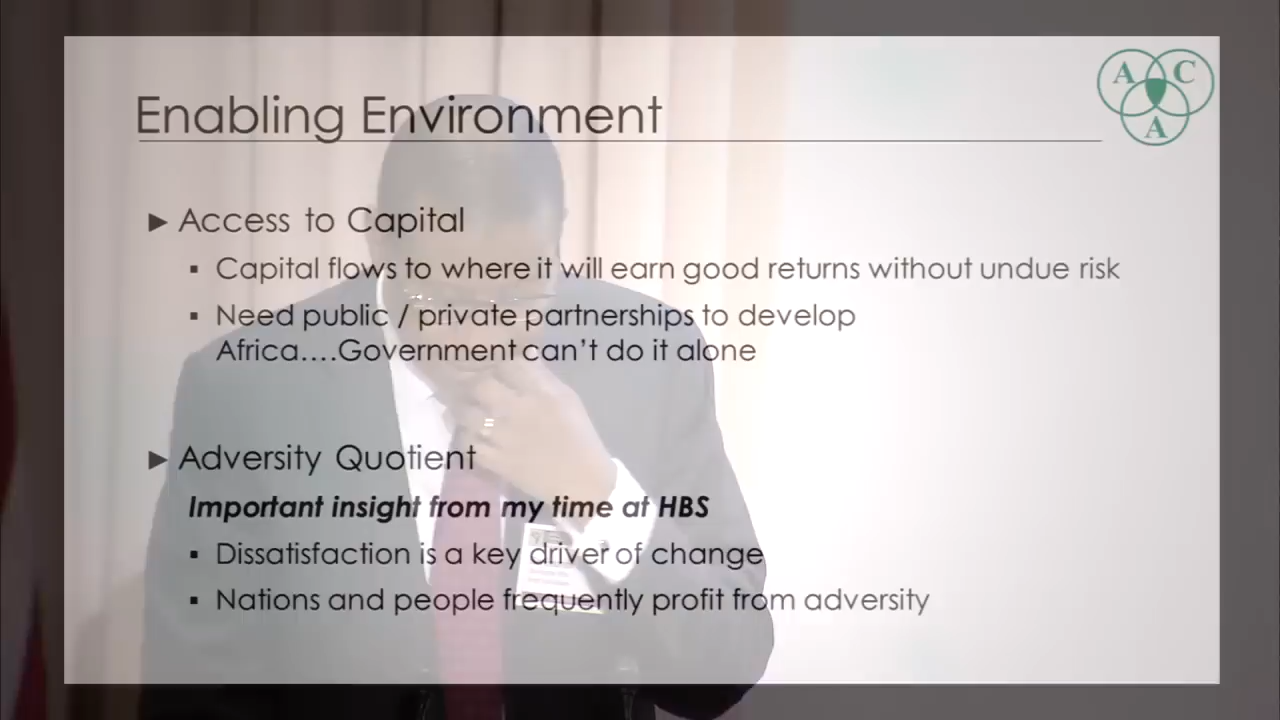 Enabling Environment
A C
A
► Access to Capital
▪ Capital flows to where it will earn good returns without undue risk
▪ Need public / private partnerships to develop
Africa....Government can't do it alone
► Adversity Quotient
Important insight from my time at HBS
▪ Dissatisfaction is a key driver of change
▪ Nations and people frequently profit from adversity